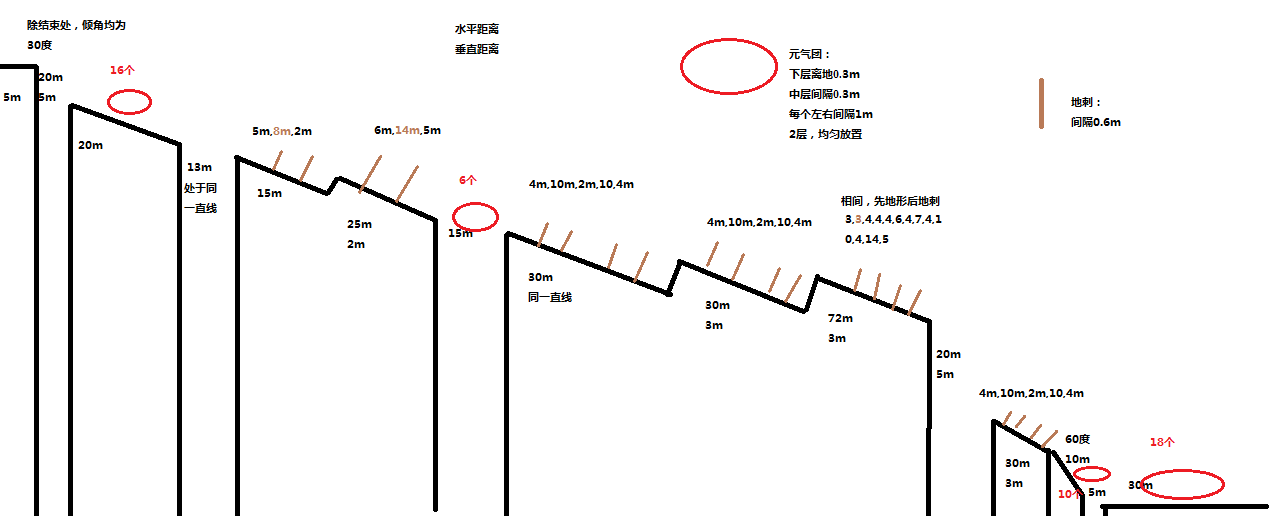 除结束处，倾角均为
30度
水平距离
垂直距离
元气团：
下层离地0.3m
中层间隔0.3m
每个左右间隔1m
2层，均匀放置
地刺：
间隔0.6m
20m
5m
5m
16个
20m
13m
处于同
一直线
5m,8m,2m
15m
6m,14m,5m
25m
2m
6个
15m
4m,10m,2m,10,4m
30m
同一直线
4m,10m,2m,10,4m
30m
3m
相间，先地形后地刺
3,3,4,4,4,6,4,7,4,1
0,4,14,5
72m
3m
20m
5m
4m,10m,2m,10,4m
30m
3m
60度
10m
10个
5m
30m
18个